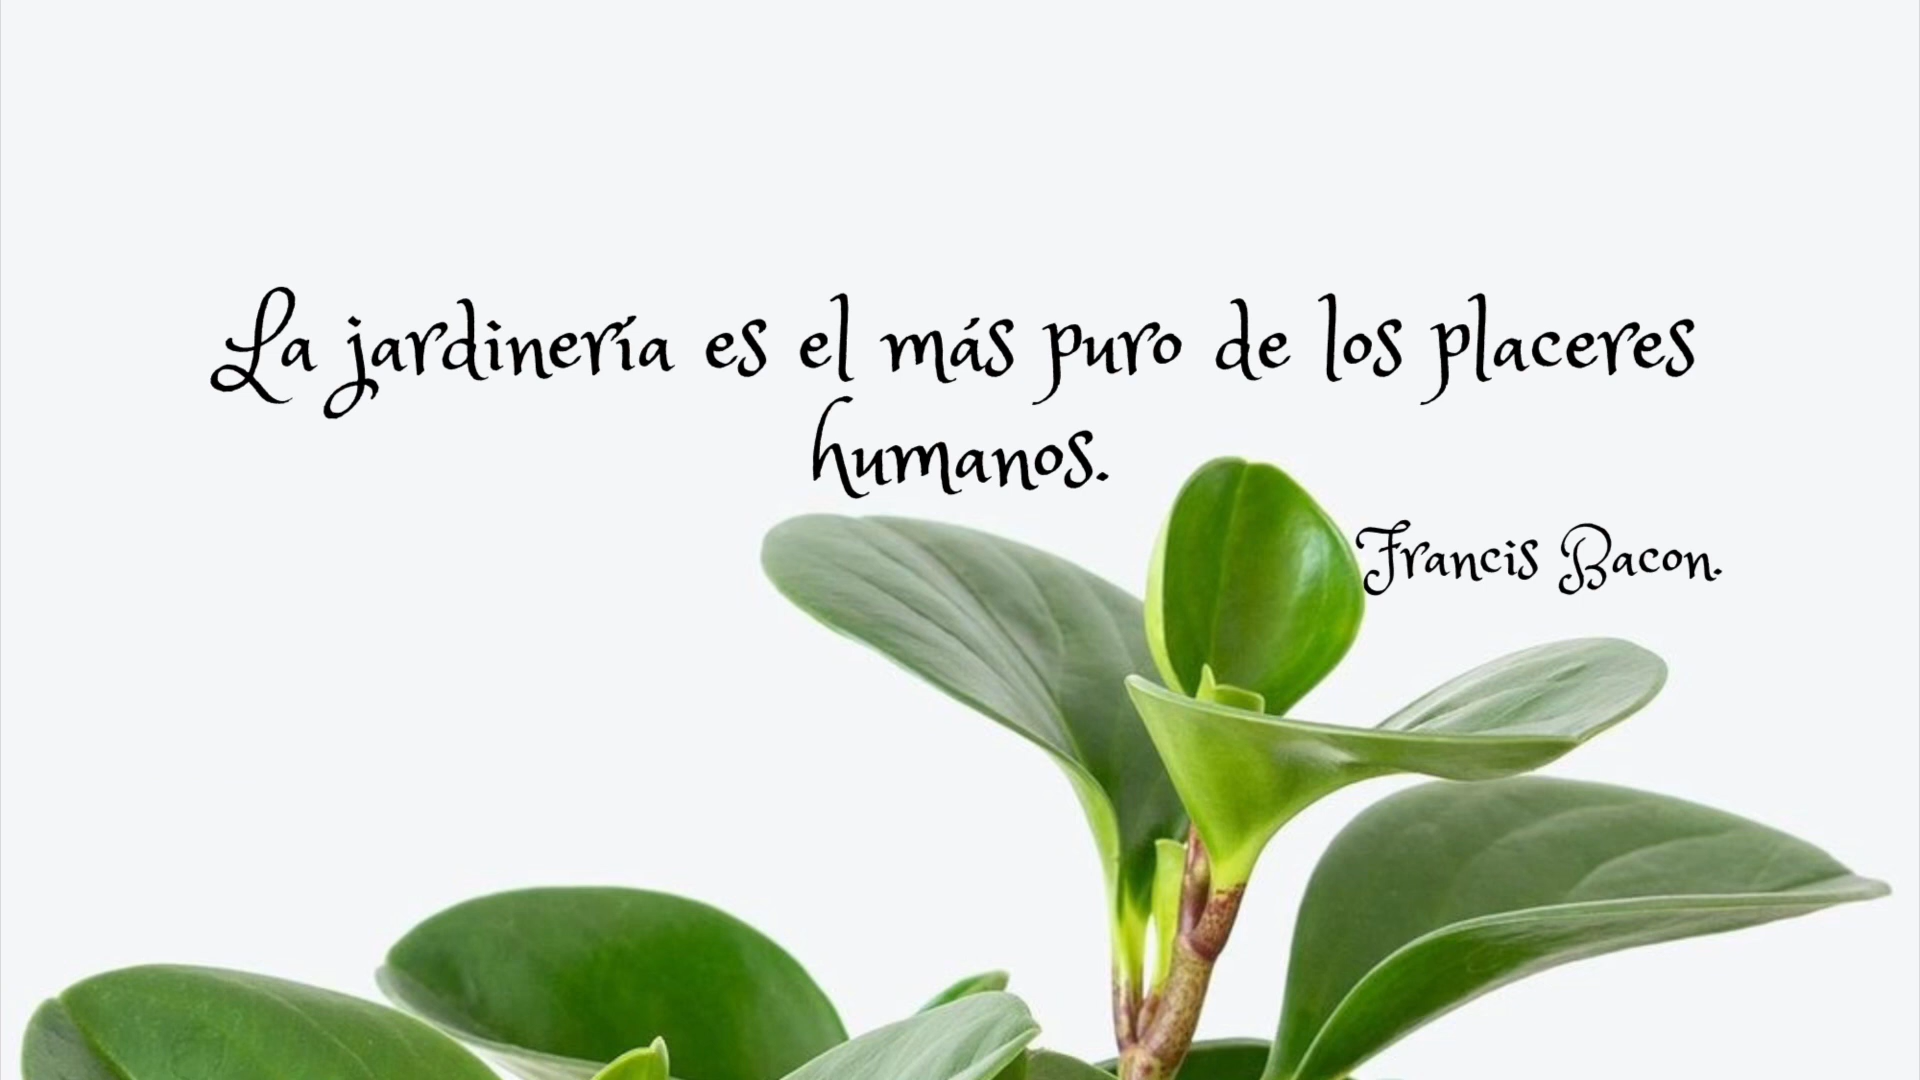 La jardinería es el más puro de los placeres
humanos.
Francis Bacon.